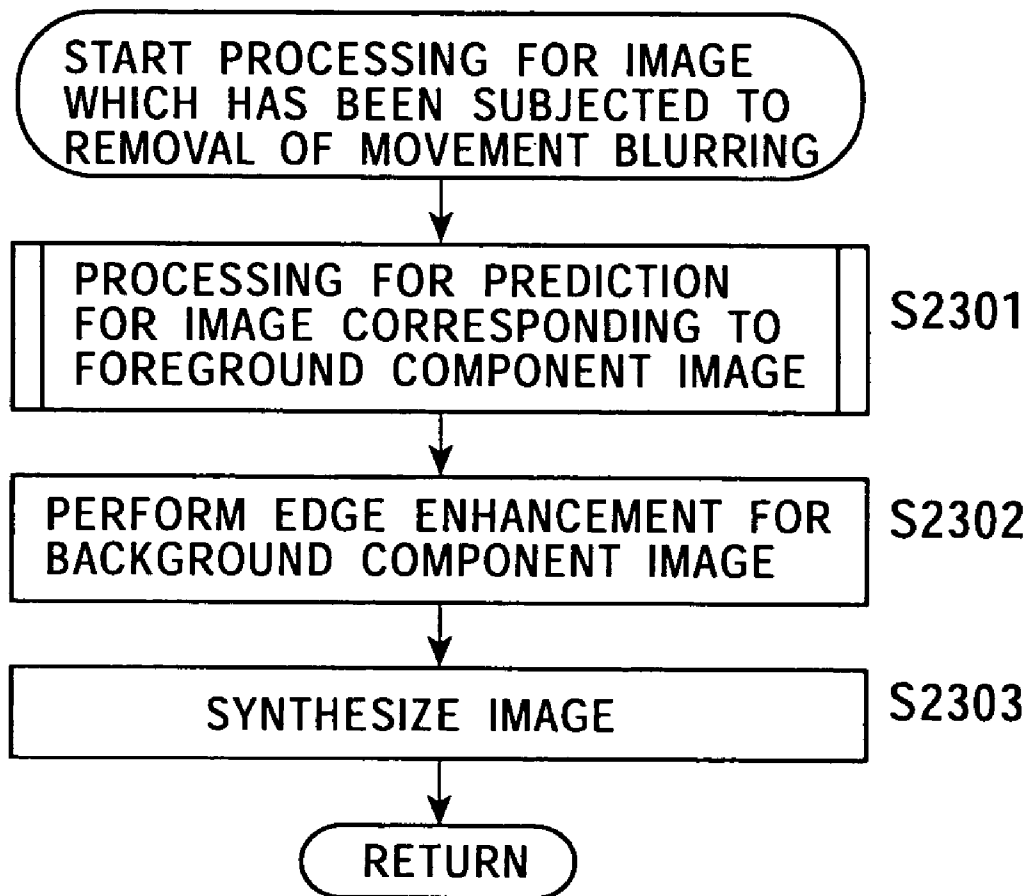 START PROCESSING FOR IMAGE
WHICH HAS BEEN SUBJECTED TO
REMOVAL OF MOVEMENT BLURRING
PROCESSING FOR PREDICTION
FOR IMAGE CORRESPONDING TO
FOREGROUND COMPONENT IMAGE
S2301
PERFORM EDGE ENHANCEMENT FOR
BACKGROUND COMPONENT IMAGE
S2302
SYNTHESIZE IMAGE
S2303
RETURN